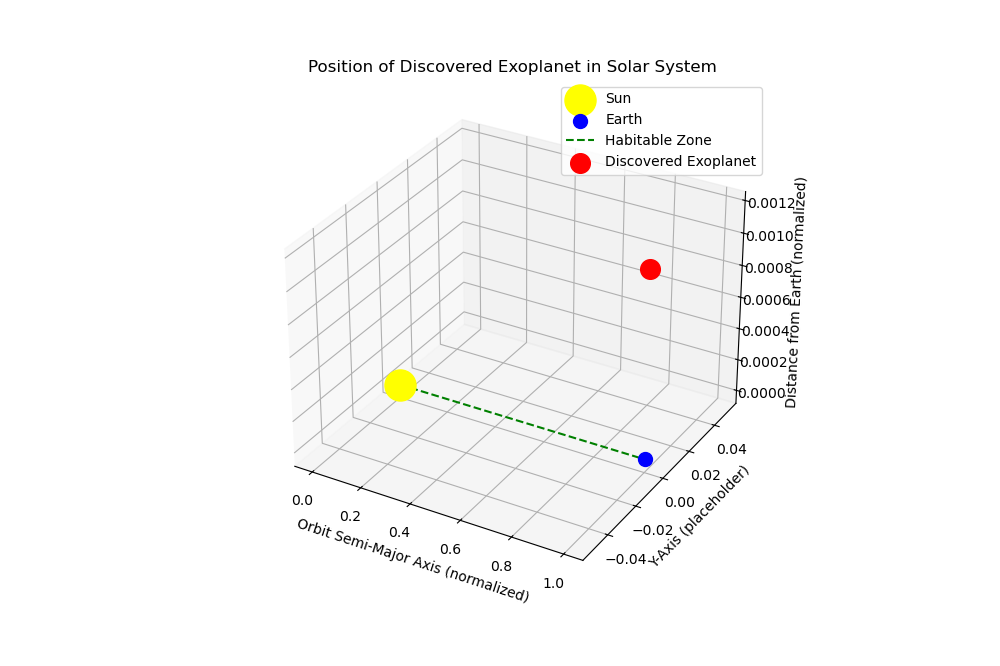 Position of Discovered Exoplanet in Solar System
Sun
Earth
Habitable Zone
Discovered Exoplanet
0.0012
0.0010
0.0008
0.0006
0.0004
0.0002
0.0000
Distance from Earth (normalized)
0.04
0.02
0.00
−0.02
−0.04
Y-Axis (placeholder)
0.0
0.2
0.4
0.6
0.8
1.0
Orbit Semi-Major Axis (normalized)